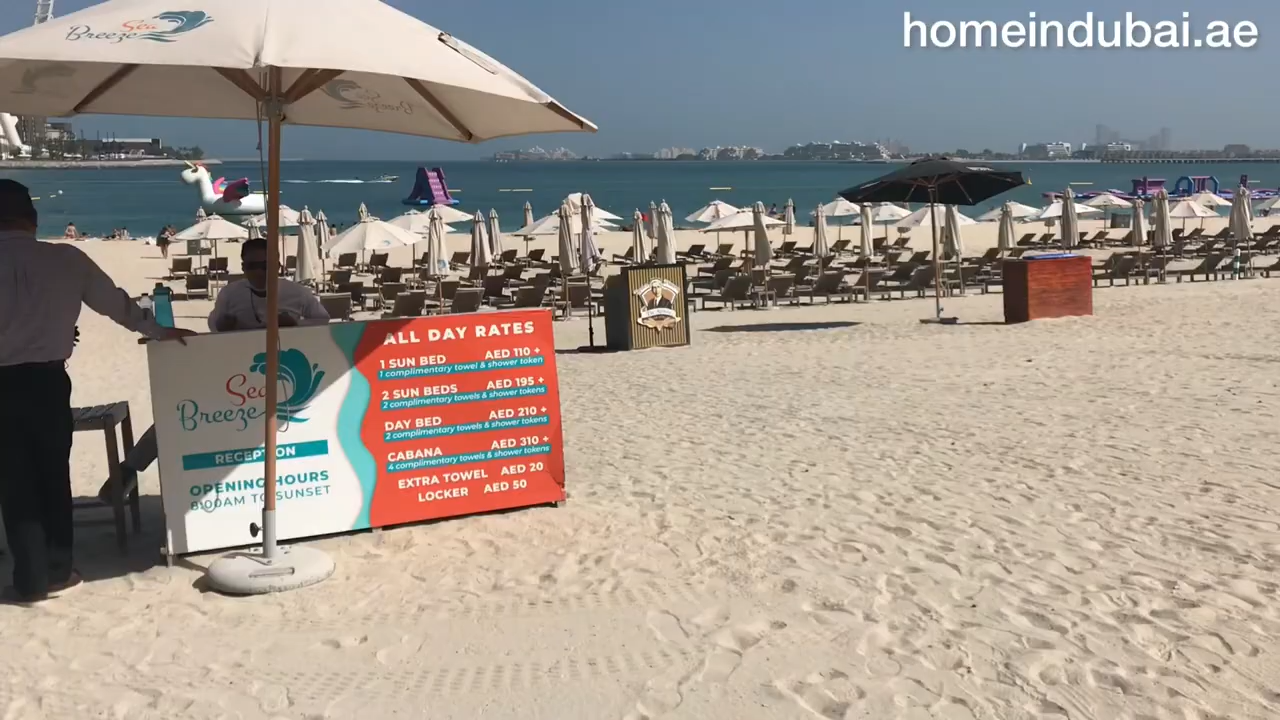 homeindubai.ae
Sea
Breeze
Sea
Breeze
RECEPTION
OPENING HOURS
8:00AM TO SUNSET
ALL DAY RATES
1 SUN BED AED 110 +
1 complimentary towel & shower token
2 SUN BEDS AED 195 +
2 complimentary towels & shower tokens
DAY BED AED 210 +
2 complimentary towels & shower tokens
CABANA AED 310 +
4 complimentary towels & shower tokens
EXTRA TOWEL AED 20
LOCKER AED 50